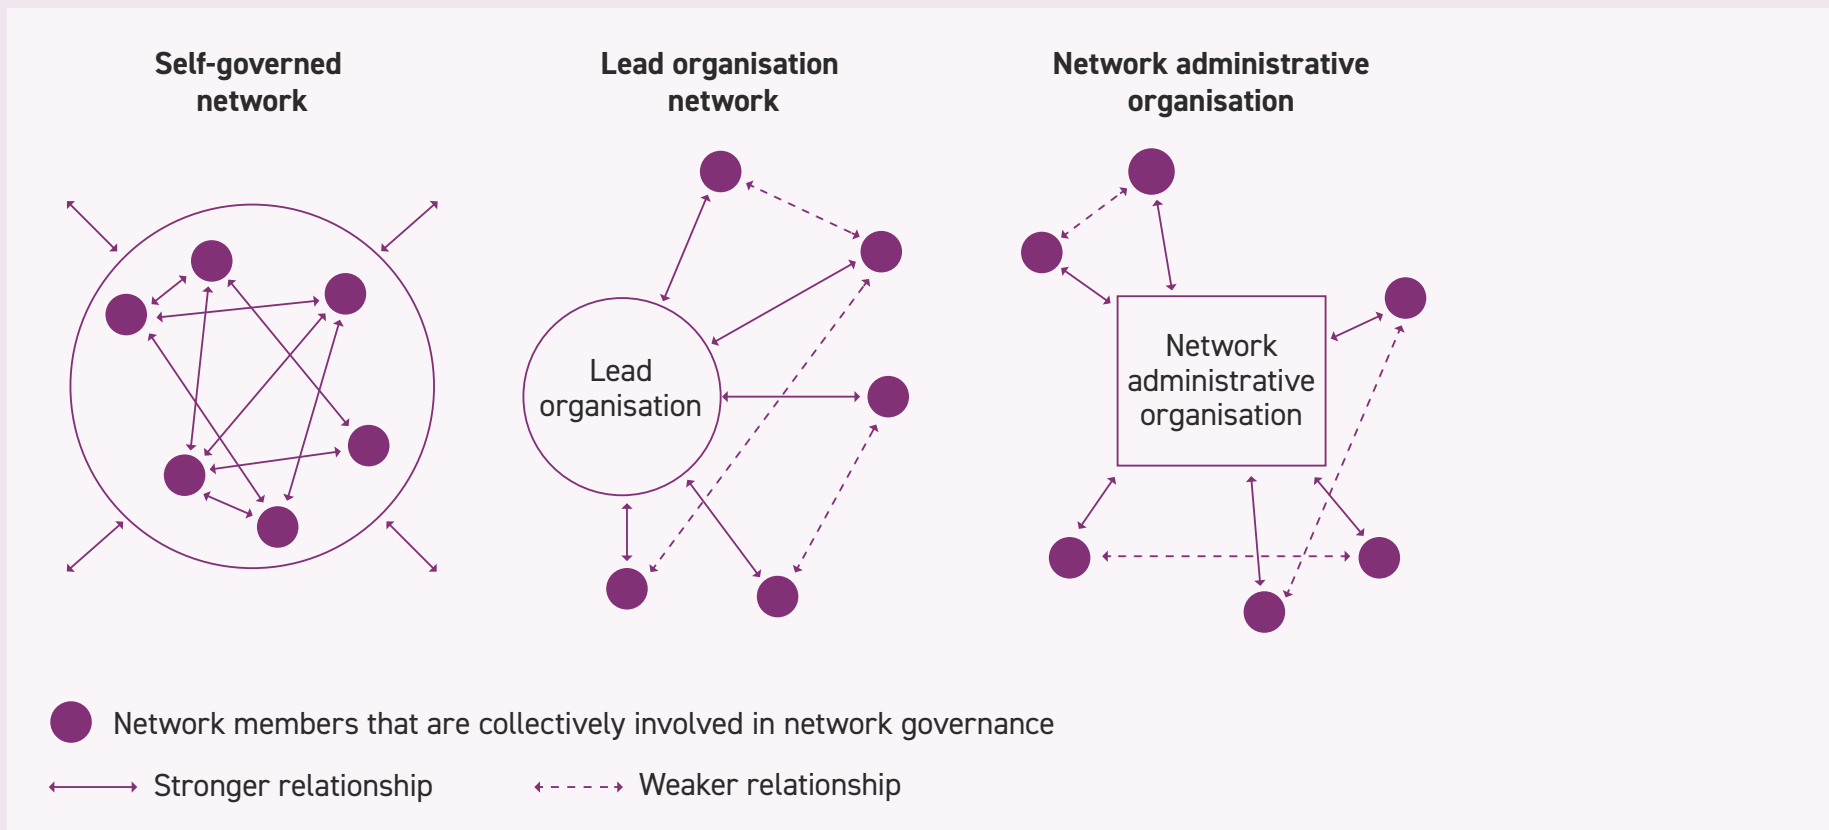 Self-governed
network
Lead organisation
network
Network administrative
organisation
Lead
organisation
Network
administrative
organisation
Network members that are collectively involved in network governance
Stronger relationship
Weaker relationship